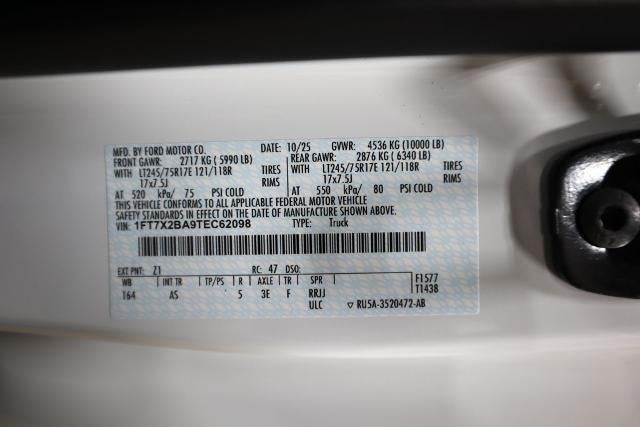 MFD. BY FORD MOTOR CO. DATE: 10/25 GVWR: 4536 KG (10000 LB)
FRONT GAWR: 2717 KG (5990 LB) REAR GAWR: 2876 KG (6340 LB)
WITH LT245/75R17E 121/118R TIRES WITH LT245/75R17E 121/118R TIRES
17x7.5J RIMS 17x7.5J RIMS
AT 520 kPa/ 75 PSI COLD AT 550 kPa/ 80 PSI COLD
THIS VEHICLE CONFORMS TO ALL APPLICABLE FEDERAL MOTOR VEHICLE
SAFETY STANDARDS IN EFFECT ON THE DATE OF MANUFACTURE SHOWN ABOVE.
VIN: 1FT7X2BA9TEC62098 TYPE: Truck
EXT PNT: Z1 RC: 47 DSO:
WB INT TR TP/PS R AXLE TR SPR F1577
164 AS 5 3E F RRJJ T1438
ULC ▽ RU5A-3520472-AB